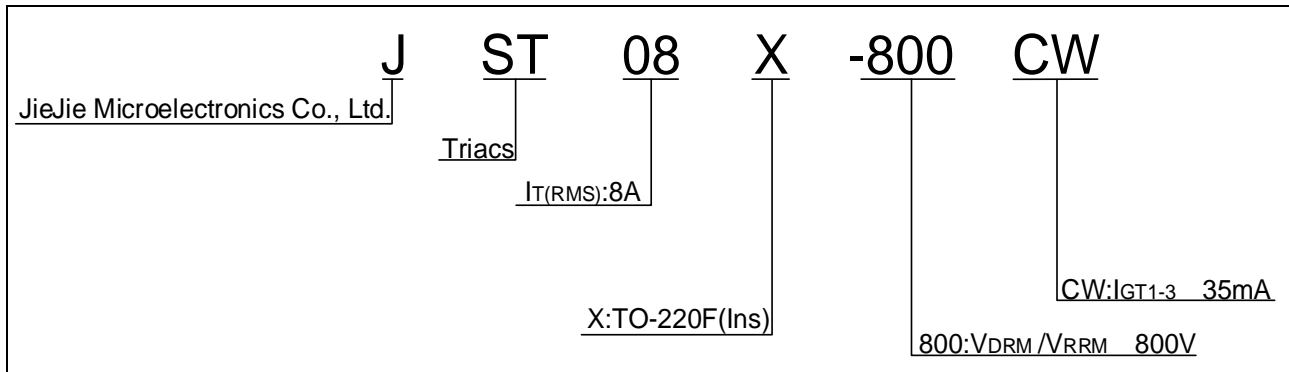 J ST 08 X -800 CW
JieJie Microelectronics Co., Ltd.
Triacs
IT(RMS):8A
CW:IGT1-3 35mA
X:TO-220F(Ins)
800:VDRM /VRRM 800V